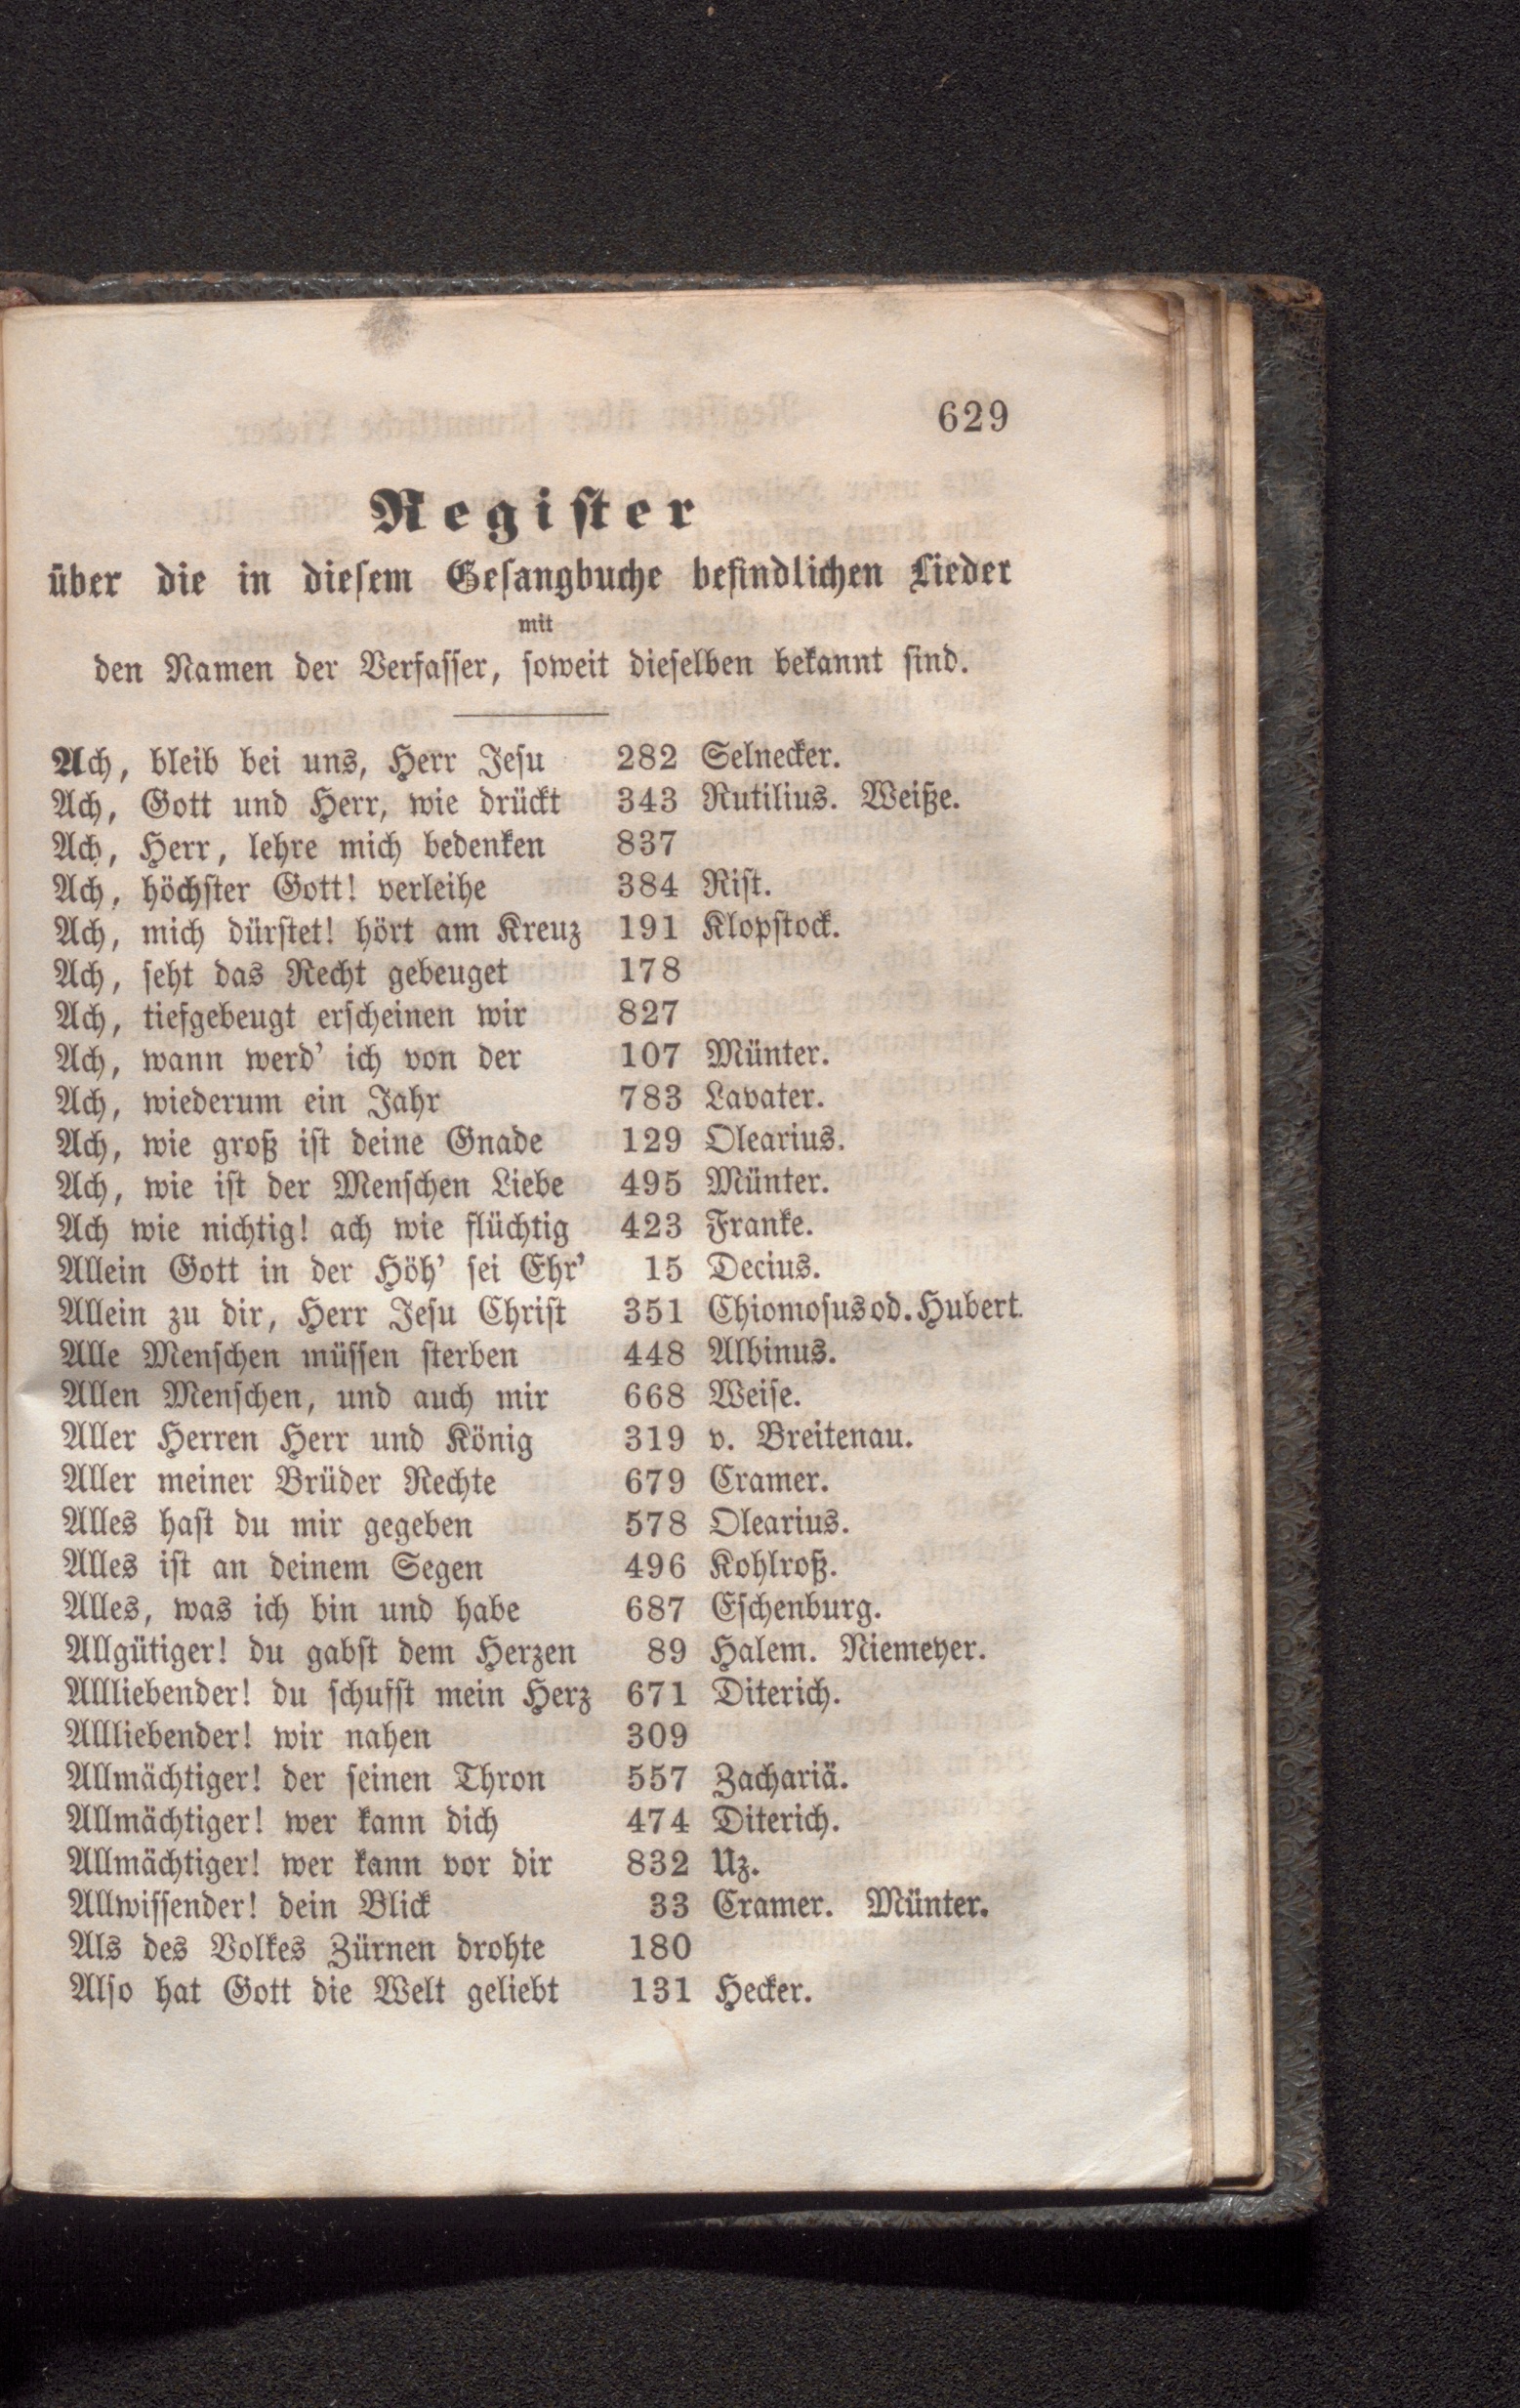 629
Register
über die in diesem Gesangbuche befindlichen Lieder
mit
den Namen der Verfasser, soweit dieselben bekannt sind.
Ach, bleib bei uns, Herr Jesu 282 Selnecker.
Ach, Gott und Herr, wie drückt 343 Rutilius. Weiße.
Ach, Herr, lehre mich bedenken 837
Ach, höchster Gott! verleihe 384 Rist.
Ach, mich dürstet! hört am Kreuz 191 Klopstock.
Ach, seht das Recht gebeuget 178
Ach, tiefgebeugt erscheinen wir 827
Ach, wann werd' ich von der 107 Münter.
Ach, wiederum ein Jahr 783 Lavater.
Ach, wie groß ist deine Gnade 129 Olearius.
Ach, wie ist der Menschen Liebe 495 Münter.
Ach wie nichtig! ach wie flüchtig 423 Franke.
Allein Gott in der Höh' sei Ehr' 15 Decius.
Allein zu dir, Herr Jesu Christ 351 Chiomosus od. Hubert.
Alle Menschen müssen sterben 448 Albinus.
Allen Menschen, und auch mir 668 Weise.
Aller Herren Herr und König 319 v. Breitenau.
Aller meiner Brüder Rechte 679 Cramer.
Alles hast du mir gegeben 578 Olearius.
Alles ist an deinem Segen 496 Kohlroß.
Alles, was ich bin und habe 687 Eschenburg.
Allgütiger! du gabst dem Herzen 89 Halem. Niemeyer.
Allliebender! du schufst mein Herz 671 Diterich.
Allliebender! wir nahen 309
Allmächtiger! der seinen Thron 557 Zachariä.
Allmächtiger! wer kann dich 474 Diterich.
Allmächtiger! wer kann vor dir 832 Uz.
Allwissender! dein Blick 33 Cramer. Münter.
Als des Volkes Zürnen drohte 180
Also hat Gott die Welt geliebt 131 Hecker.